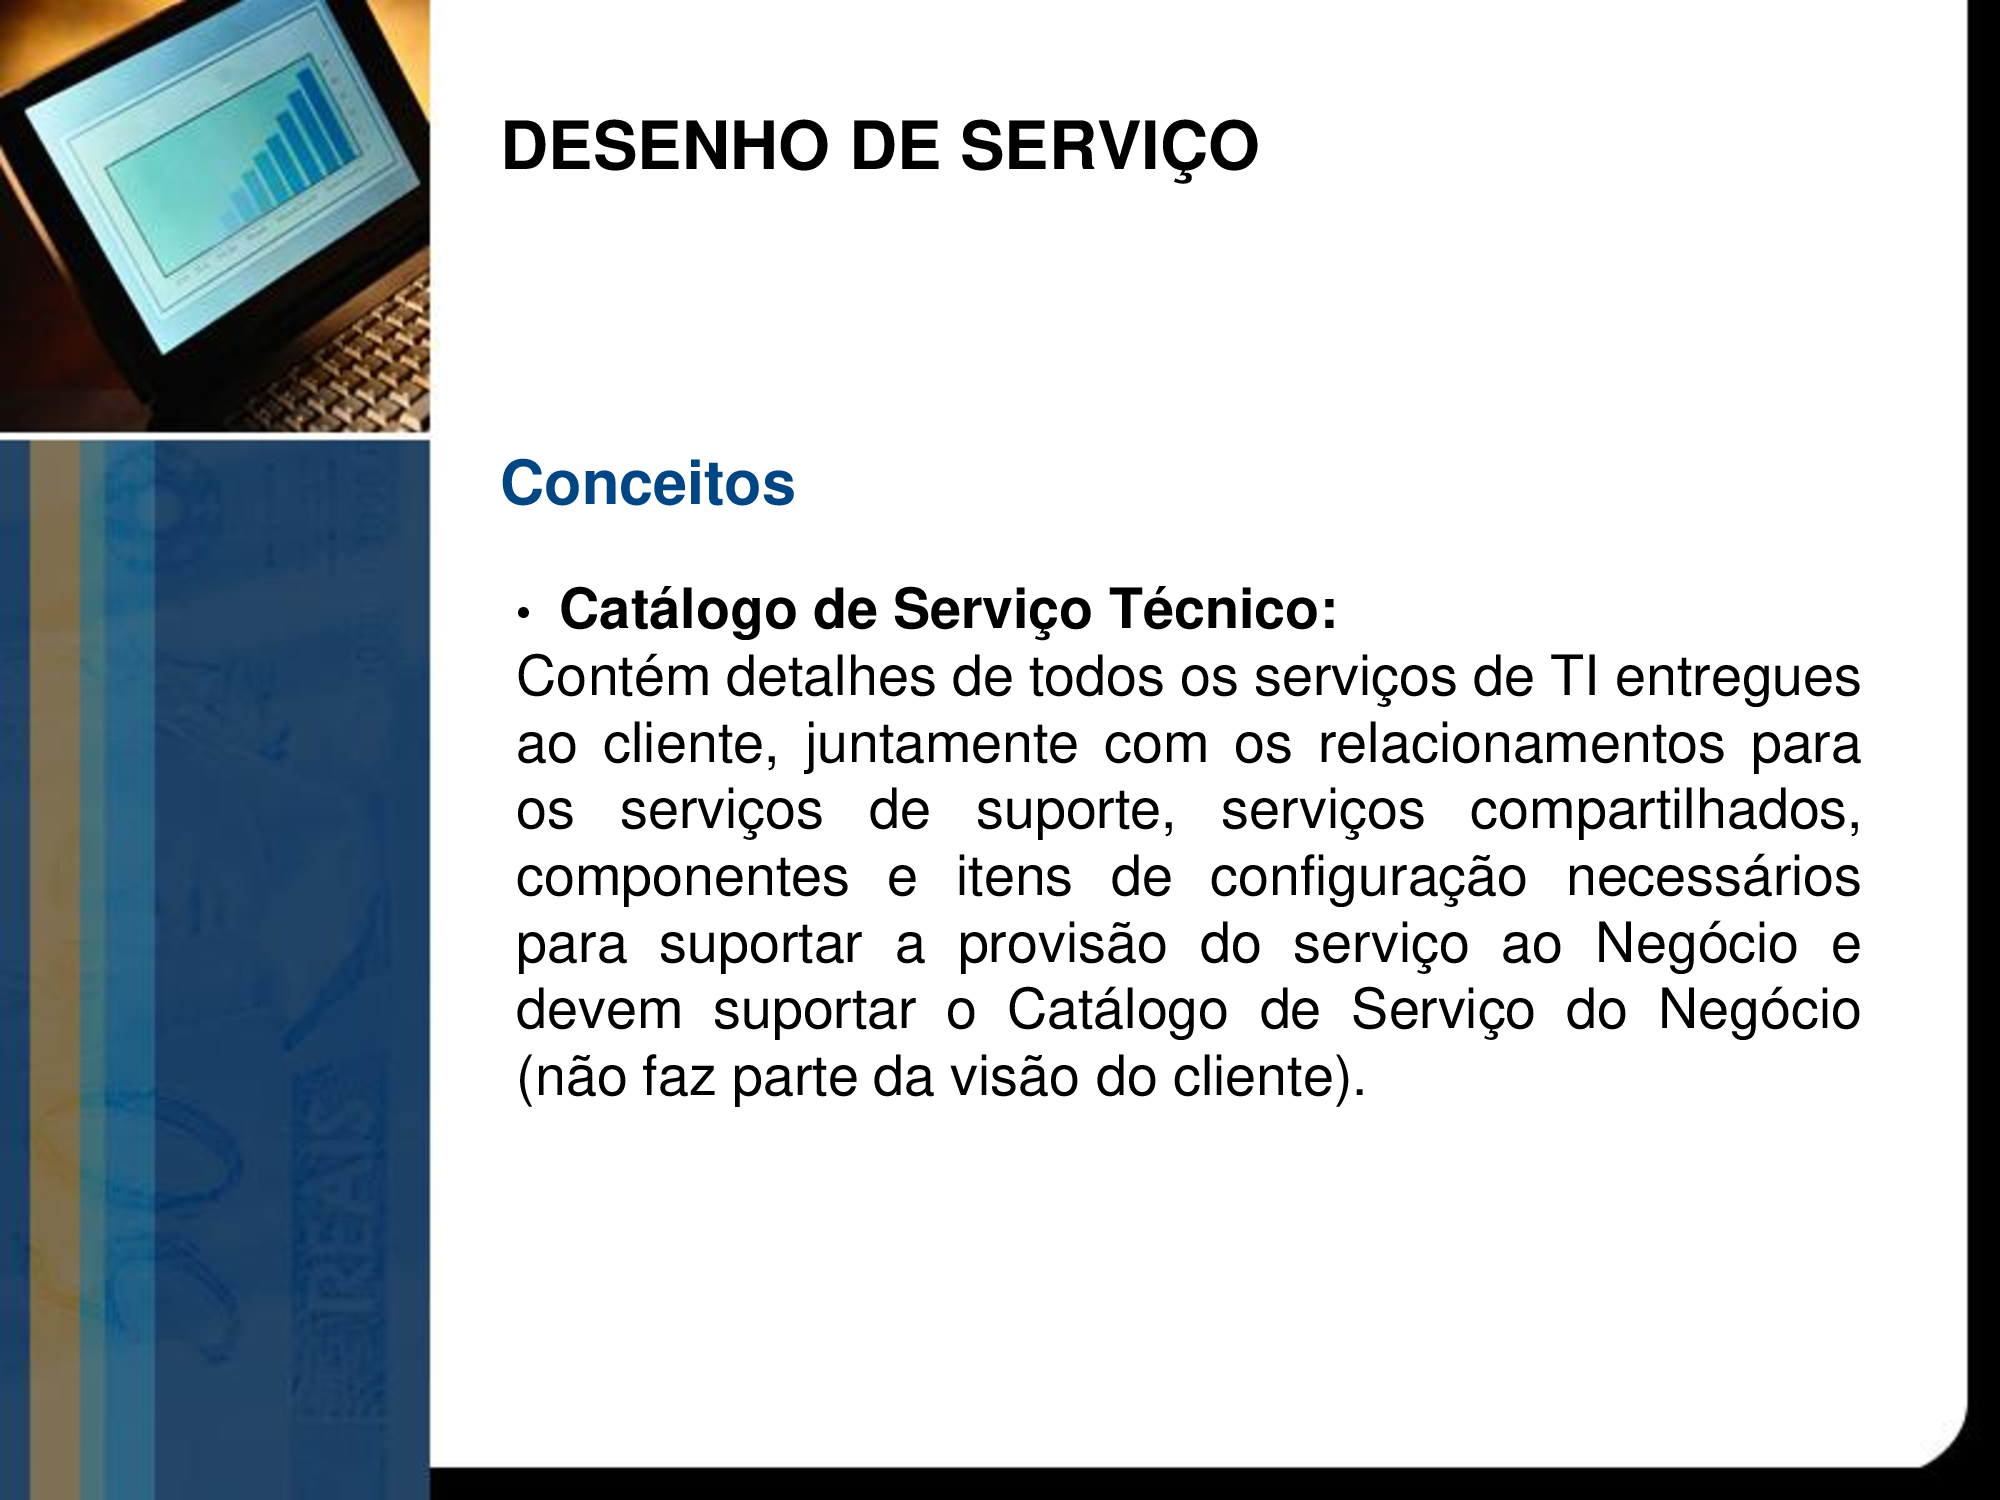 DESENHO DE SERVIÇO
Conceitos
• Catálogo de Serviço Técnico:
Contém detalhes de todos os serviços de TI entregues
ao cliente, juntamente com os relacionamentos para
os serviços de suporte, serviços compartilhados,
componentes e itens de configuração necessários
para suportar a provisão do serviço ao Negócio e
devem suportar o Catálogo de Serviço do Negócio
(não faz parte da visão do cliente).
REAIS